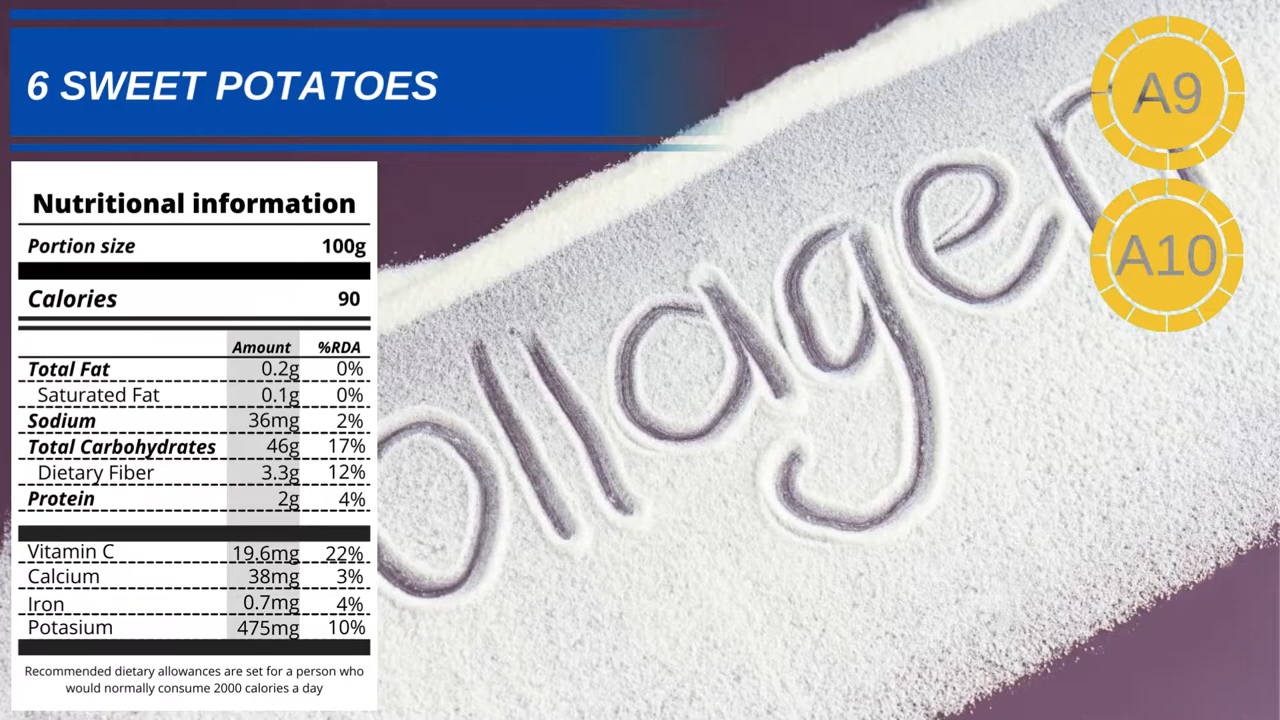 6 SWEET POTATOES
A9
A10
Nutritional information
Portion size 100g
Calories 90
Amount %RDA
Total Fat 0.2g 0%
Saturated Fat 0.1g 0%
Sodium 36mg 2%
Total Carbohydrates 46g 17%
Dietary Fiber 3.3g 12%
Protein 2g 4%
Vitamin C 19.6mg 22%
Calcium 38mg 3%
Iron 0.7mg 4%
Potasium 475mg 10%
Recommended dietary allowances are set for a person who
would normally consume 2000 calories a day
ollagen